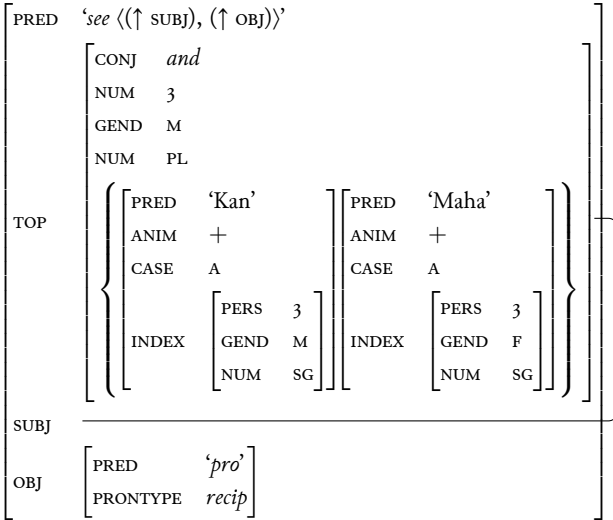 PRED ‘see ⟨(↑ SUBJ), (↑ OBJ)⟩’
CONJ and
NUM 3
GEND M
NUM PL
PRED ‘Kan’ PRED ‘Maha’
TOP ANIM + ANIM +
CASE A CASE A
PERS 3 PERS 3
INDEX GEND M INDEX GEND F
NUM SG NUM SG
SUBJ
PRED ‘pro’
OBJ
PRONTYPE recip